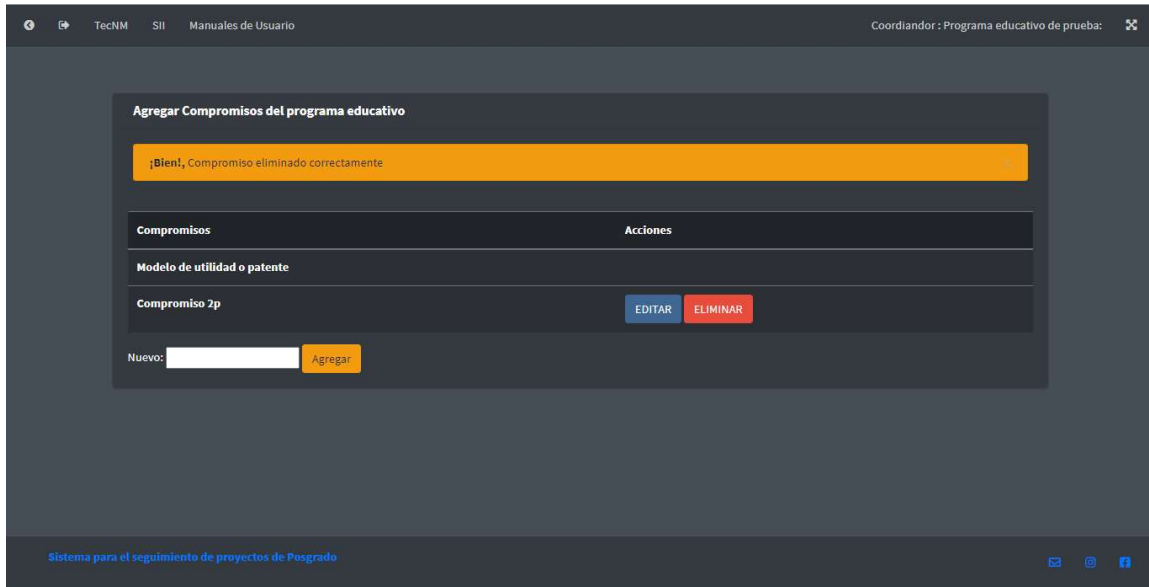 TecNM SII Manuales de Usuario Coordiandor : Programa educativo de prueba:
Agregar Compromisos del programa educativo
¡Bien!, Compromiso eliminado correctamente
Compromisos Acciones
Modelo de utilidad o patente
Compromiso 2p EDITAR ELIMINAR
Nuevo: Agregar
Sistema para el seguimiento de proyectos de Posgrado